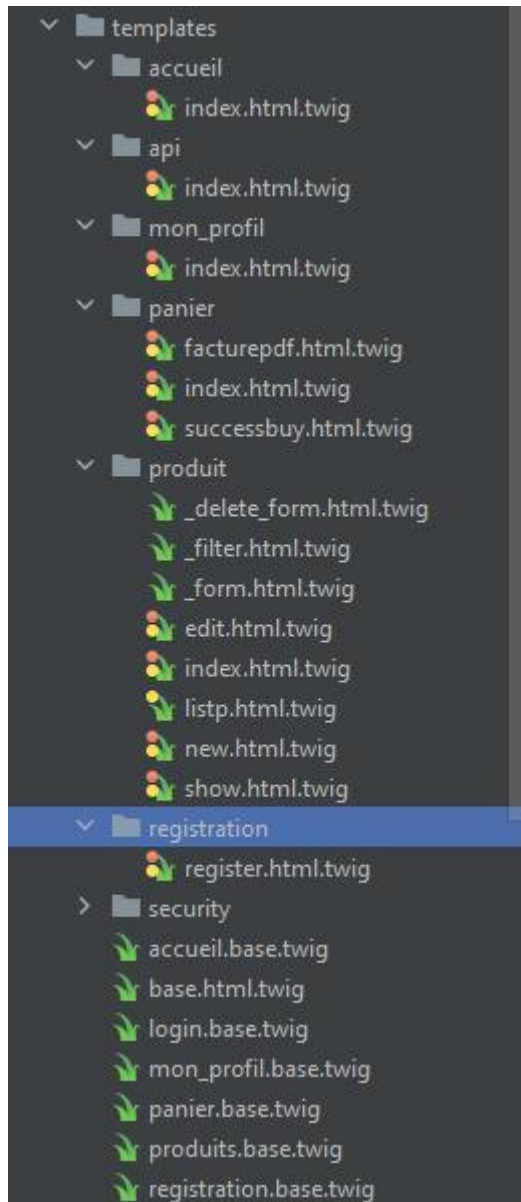 templates
accueil
index.html.twig
api
index.html.twig
mon_profil
index.html.twig
panier
facturepdf.html.twig
index.html.twig
successbuy.html.twig
produit
_delete_form.html.twig
_filter.html.twig
_form.html.twig
edit.html.twig
index.html.twig
listp.html.twig
new.html.twig
show.html.twig
registration
register.html.twig
security
accueil.base.twig
base.html.twig
login.base.twig
mon_profil.base.twig
panier.base.twig
produits.base.twig
registration.base.twig